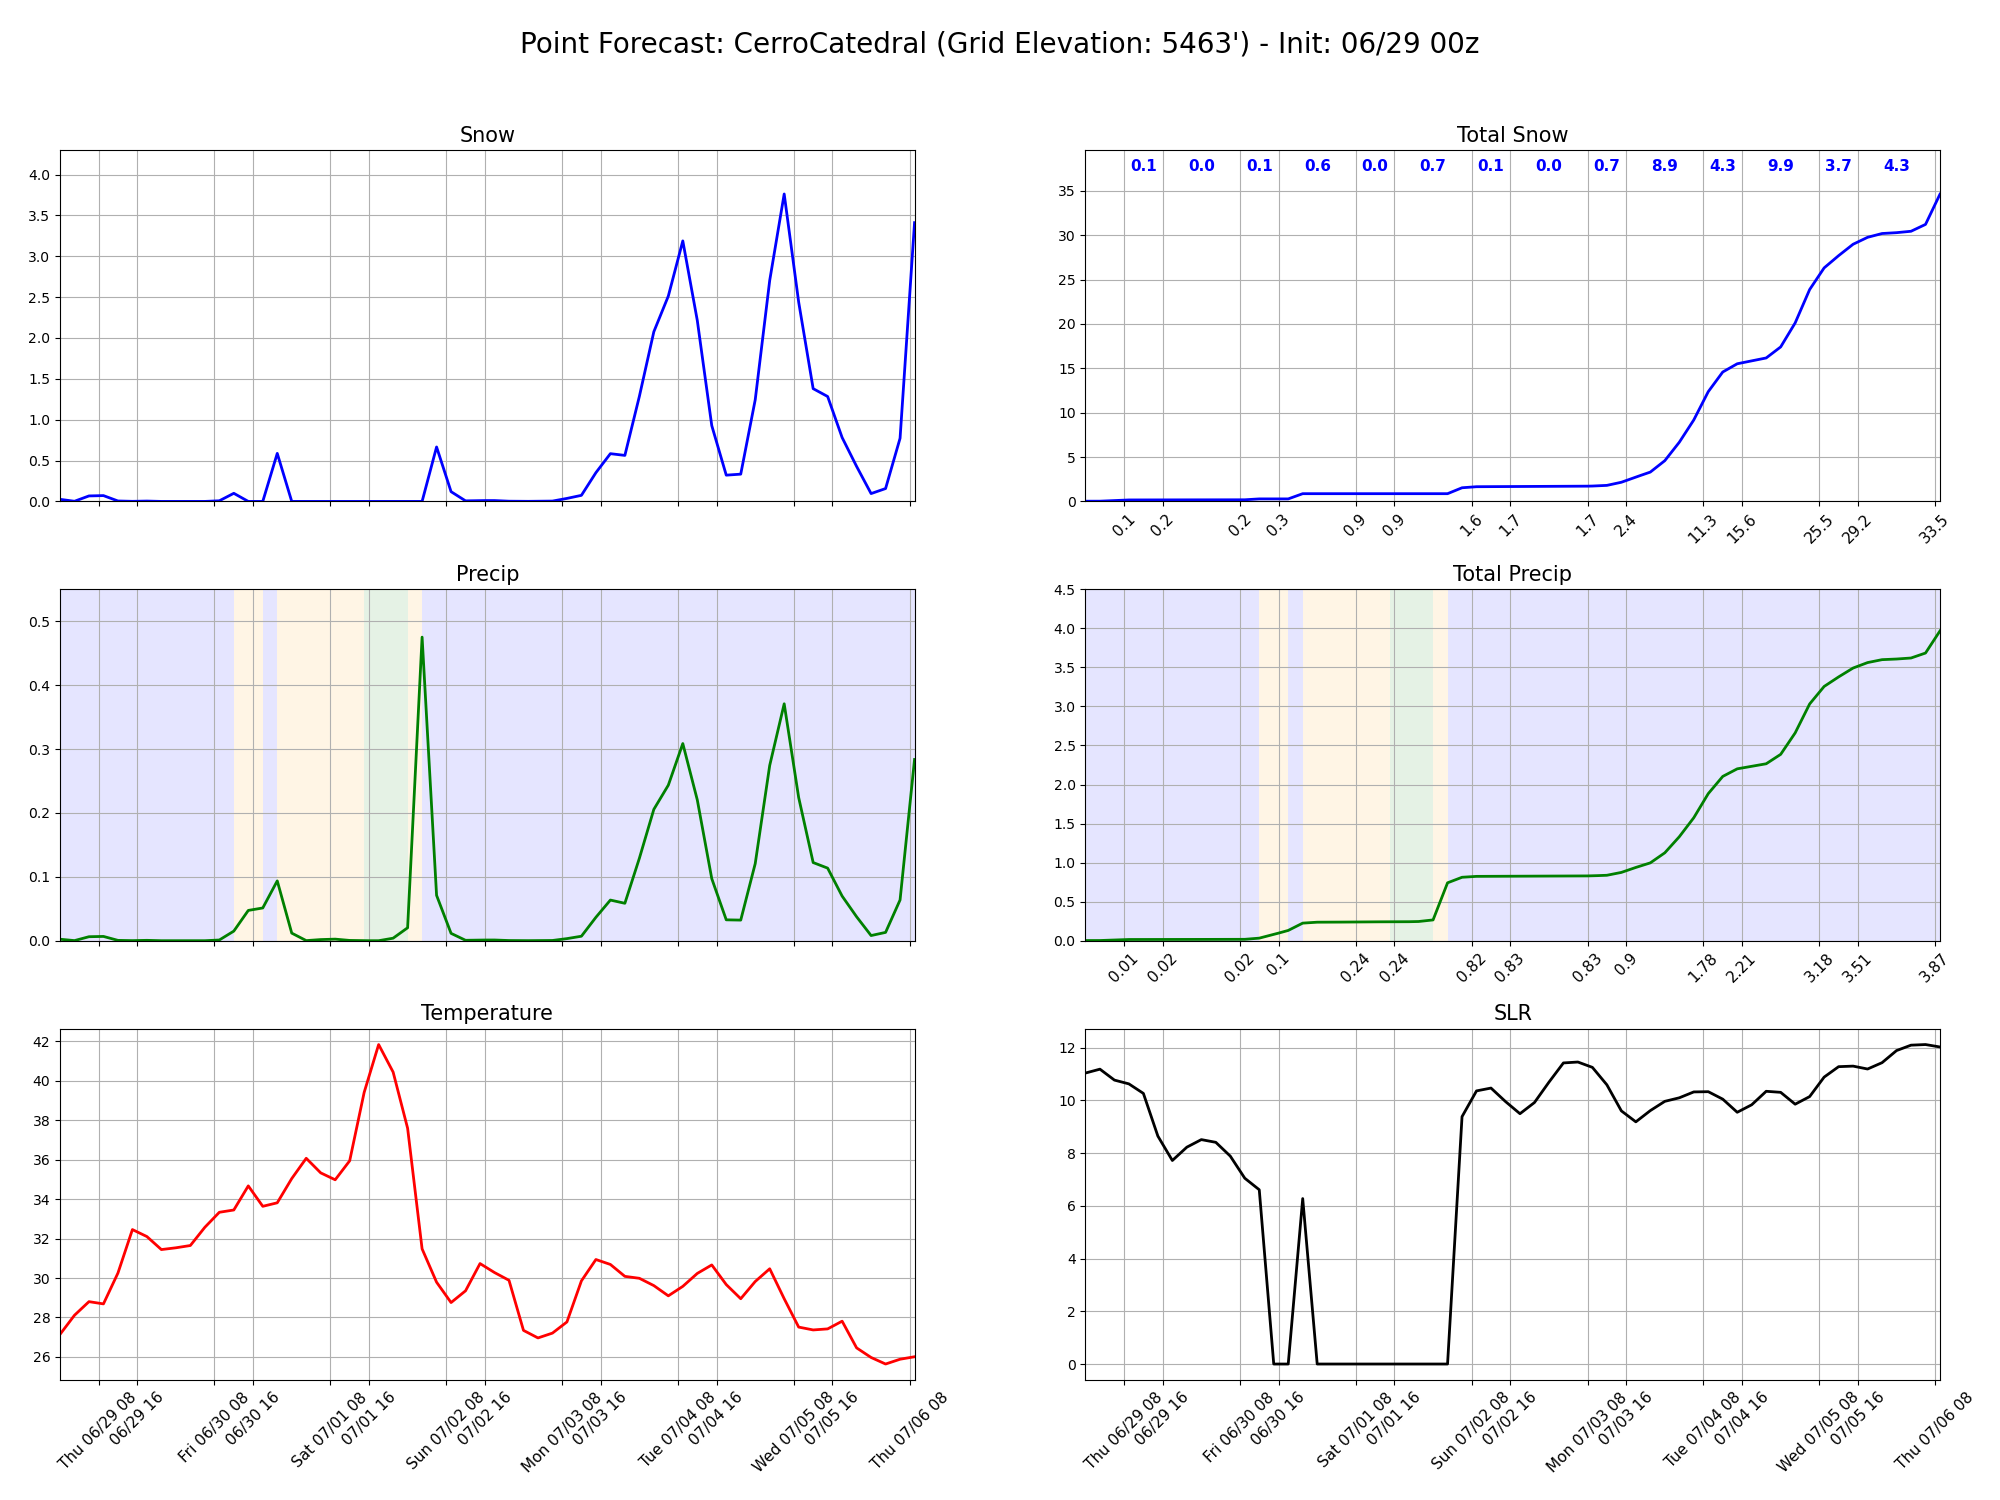 Point Forecast: CerroCatedral (Grid Elevation: 5463') - Init: 06/29 00z
Snow
4.0
3.5
3.0
2.5
2.0
1.5
1.0
0.5
0.0
Total Snow
0.1 0.0 0.1 0.6 0.0 0.7 0.1 0.0 0.7 8.9 4.3 9.9 3.7 4.3
35
30
25
20
15
10
5
0
0.1 0.2 0.2 0.3 0.9 0.9 1.6 1.7 1.7 2.4 11.3 15.6 25.5 29.2 33.5
Precip
0.5
0.4
0.3
0.2
0.1
0.0
Total Precip
4.5
4.0
3.5
3.0
2.5
2.0
1.5
1.0
0.5
0.0
0.01 0.02 0.02 0.1 0.24 0.24 0.82 0.83 0.83 0.9 1.78 2.21 3.18 3.51 3.87
Temperature
42
40
38
36
34
32
30
28
26
Thu 06/29 08
06/29 16
Fri 06/30 08
06/30 16
Sat 07/01 08
07/01 16
Sun 07/02 08
07/02 16
Mon 07/03 08
07/03 16
Tue 07/04 08
07/04 16
Wed 07/05 08
07/05 16
Thu 07/06 08
SLR
12
10
8
6
4
2
0
Thu 06/29 08
06/29 16
Fri 06/30 08
06/30 16
Sat 07/01 08
07/01 16
Sun 07/02 08
07/02 16
Mon 07/03 08
07/03 16
Tue 07/04 08
07/04 16
Wed 07/05 08
07/05 16
Thu 07/06 08